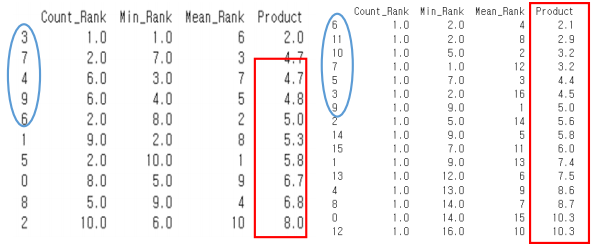 Count_Rank Min_Rank Mean_Rank Product
3 1.0 1.0 6 2.0
7 2.0 7.0 3 4.7
4 6.0 3.0 7 4.7
9 6.0 4.0 5 4.8
6 2.0 8.0 2 5.0
1 9.0 2.0 8 5.3
5 2.0 10.0 1 5.8
0 8.0 5.0 9 6.7
8 5.0 9.0 4 6.8
2 10.0 6.0 10 8.0
Count_Rank Min_Rank Mean_Rank Product
6 1.0 2.0 4 2.1
11 1.0 2.0 8 2.9
10 1.0 5.0 2 3.2
7 1.0 1.0 12 3.2
5 1.0 7.0 3 4.4
3 1.0 2.0 16 4.5
9 1.0 9.0 1 5.0
2 1.0 5.0 14 5.6
14 1.0 9.0 5 5.8
15 1.0 7.0 11 6.0
1 1.0 9.0 13 7.4
13 1.0 12.0 6 7.5
4 1.0 13.0 9 8.6
8 1.0 14.0 7 8.7
0 1.0 14.0 15 10.3
12 1.0 16.0 10 10.3